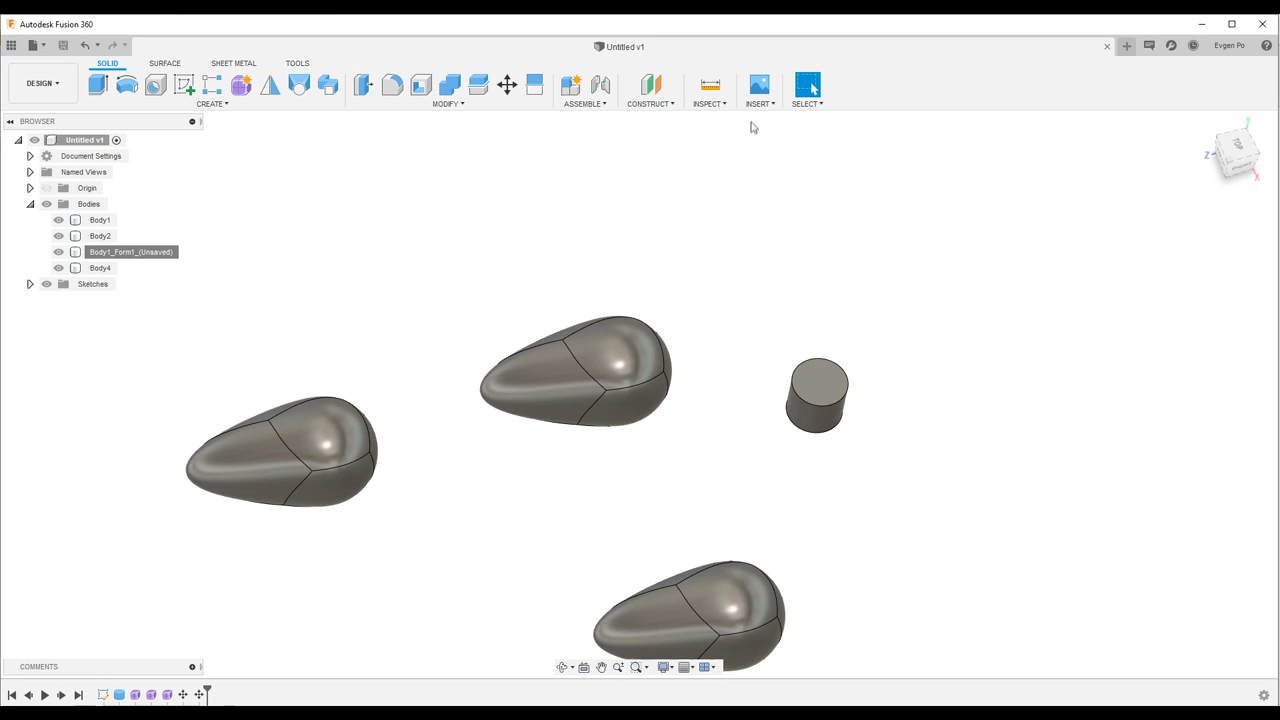 Autodesk Fusion 360
Untitled v1
Evgen Po
DESIGN
SOLID SURFACE SHEET METAL TOOLS
CREATE MODIFY ASSEMBLE CONSTRUCT INSPECT INSERT SELECT
BROWSER
Untitled v1
Document Settings
Named Views
Origin
Bodies
Body1
Body2
Body1_Form1_(Unsaved)
Body4
Sketches
Y
Z
TOP
X
COMMENTS